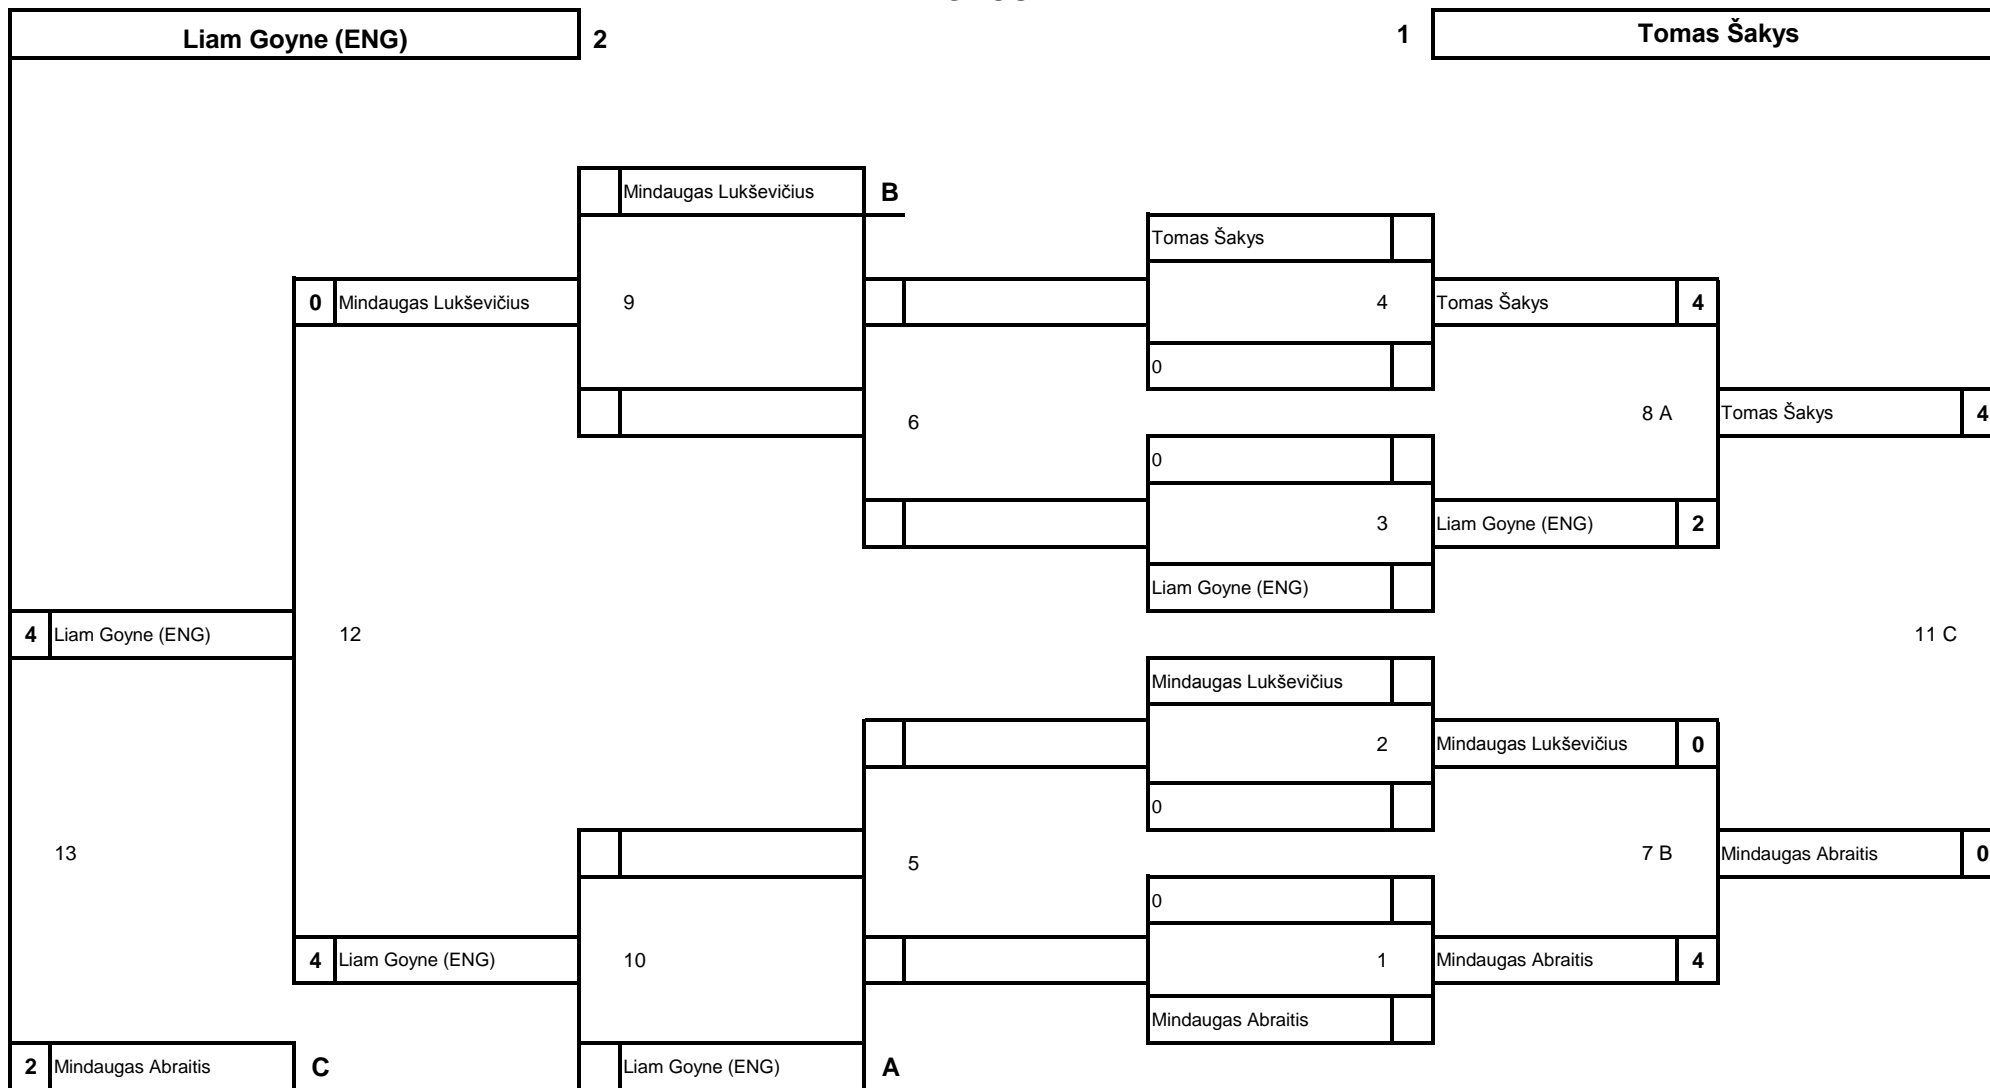 Liam Goyne (ENG) 2 1 Tomas Šakys
Mindaugas Lukševičius B
Tomas Šakys
0 Mindaugas Lukševičius 9 4 Tomas Šakys 4
0
6 8 A Tomas Šakys 4
0
3 Liam Goyne (ENG) 2
Liam Goyne (ENG)
4 Liam Goyne (ENG) 12 11 C
Mindaugas Lukševičius
2 Mindaugas Lukševičius 0
0
13 5 7 B Mindaugas Abraitis 0
0
4 Liam Goyne (ENG) 10 1 Mindaugas Abraitis 4
Mindaugas Abraitis
2 Mindaugas Abraitis C Liam Goyne (ENG) A